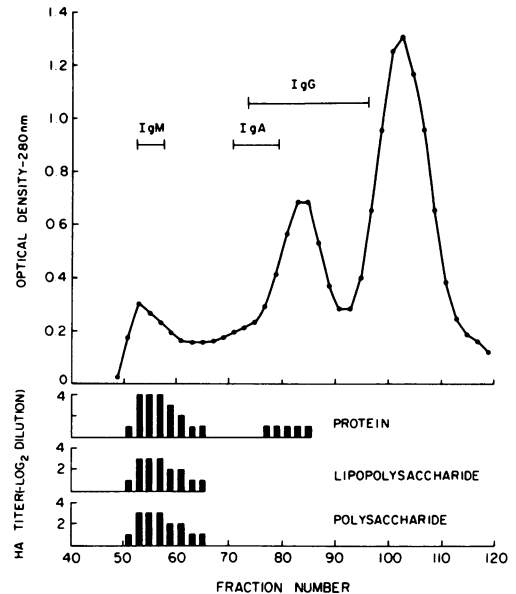 1.4
1.2
1.0
0.8
0.6
0.4
0.2
0
OPTICAL DENSITY-280nm
IgG
IgM
IgA
HA TITER(-LOG2 DILUTION)
4
2
PROTEIN
4
2
LIPOPOLYSACCHARIDE
4
2
POLYSACCHARIDE
40 50 60 70 80 90 100 110 120
FRACTION NUMBER